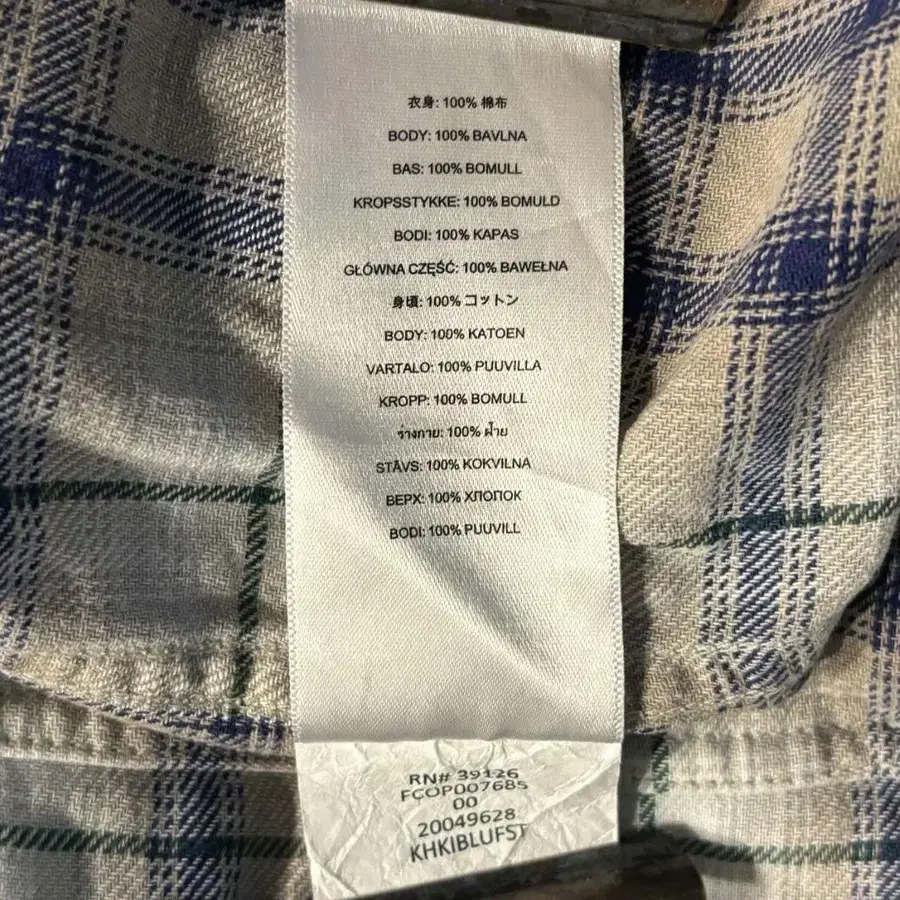 衣身: 100% 棉布
BODY: 100% BAVLNA
BAS: 100% BOMULL
KROPSSTYKKE: 100% BOMULD
BODI: 100% KAPAS
GŁÓWNA CZĘŚĆ: 100% BAWEŁNA
身頃: 100% コットン
BODY: 100% KATOEN
VARTALO: 100% PUUVILLA
KROPP: 100% BOMULL
ร่างกาย: 100% ฝ้าย
STĀVS: 100% KOKVILNA
ВЕРХ: 100% ХЛОПОК
BODI: 100% PUUVILL
RN# 39126
FCOP007685
00
20049628
KHKIBLUFST